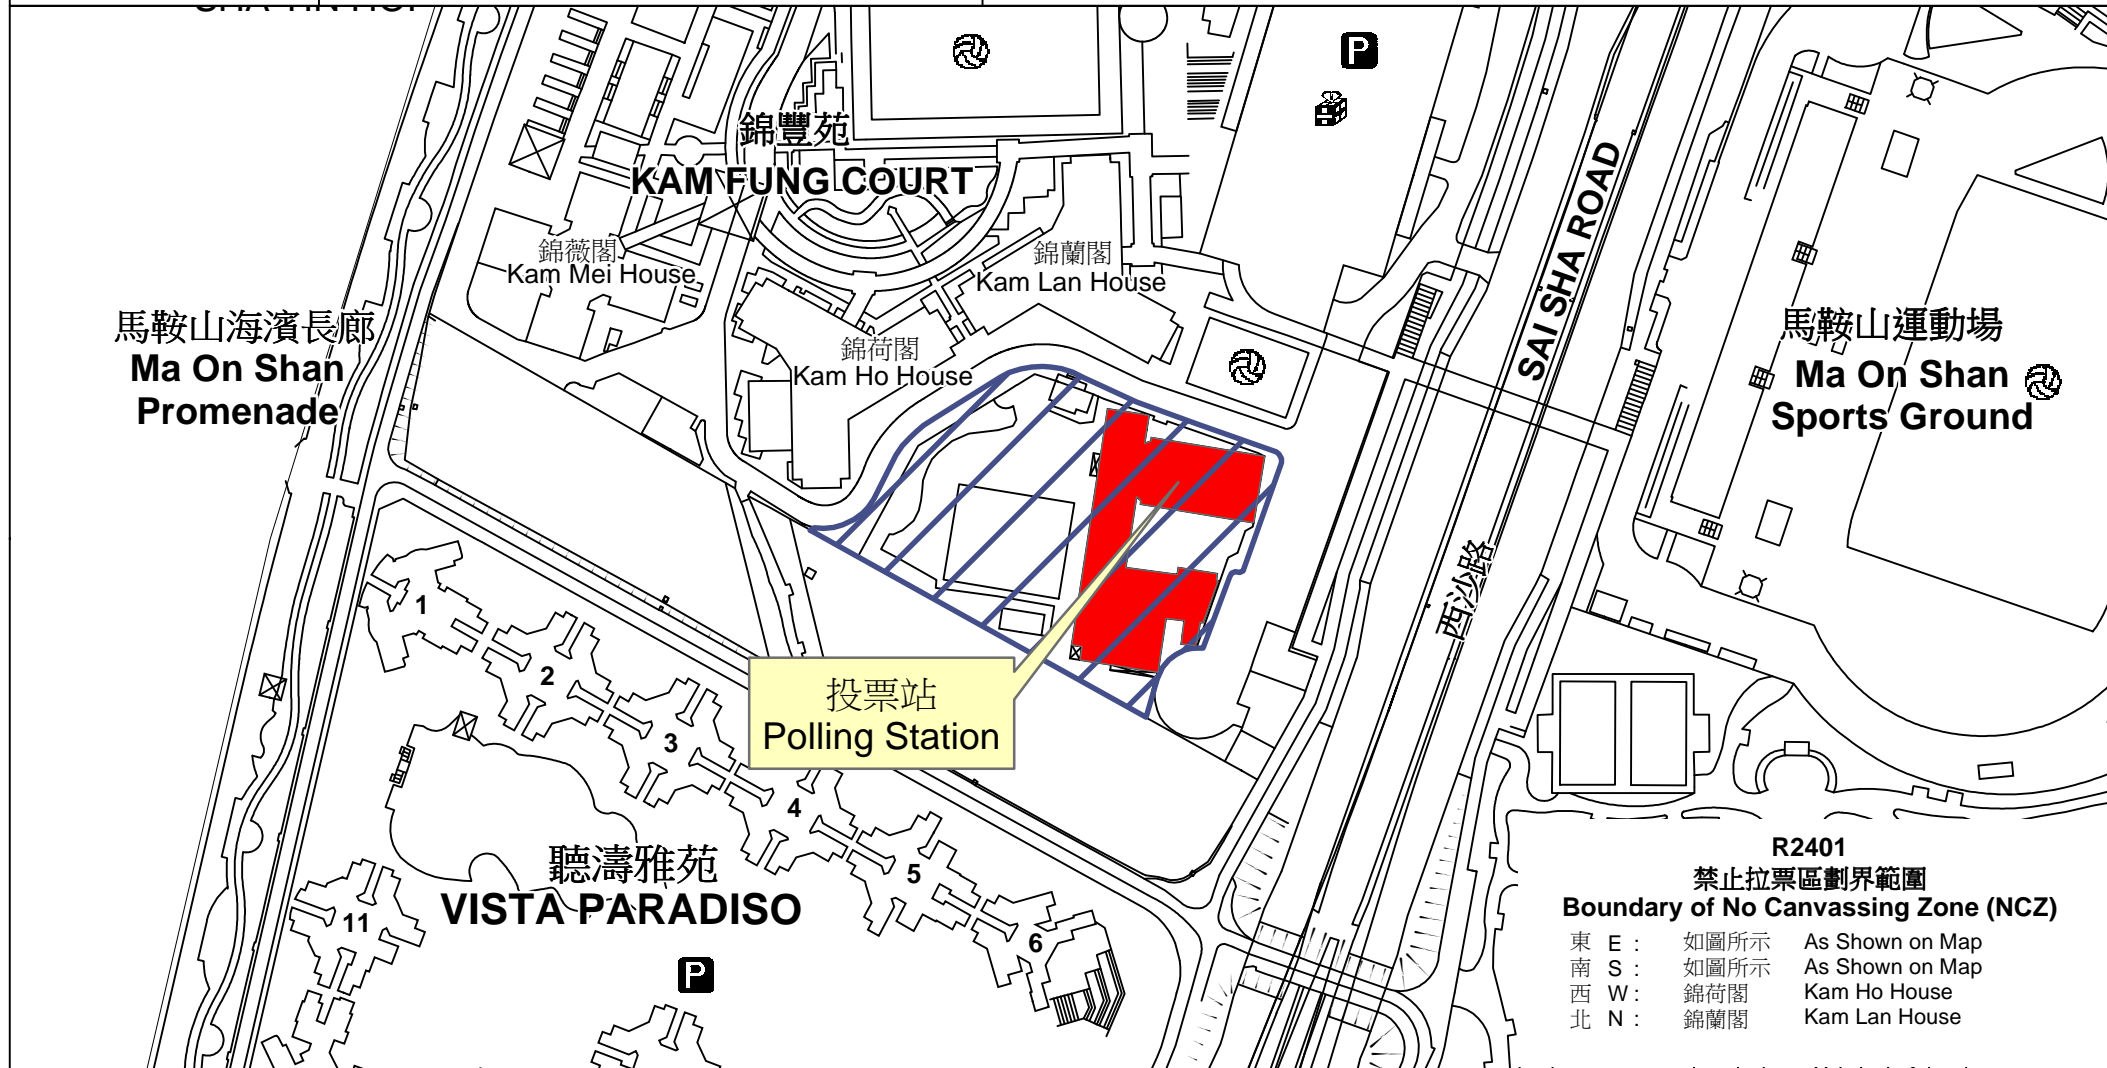 錦豐苑
KAM FUNG COURT
錦薇閣
Kam Mei House
錦蘭閣
Kam Lan House
錦荷閣
Kam Ho House
馬鞍山海濱長廊
Ma On Shan
Promenade
SAI SHA ROAD
西沙路
馬鞍山運動場
Ma On Shan
Sports Ground
P
投票站
Polling Station
1
2
3
4
5
6
11
聽濤雅苑
VISTA PARADISO
P
R2401
禁止拉票區劃界範圍
Boundary of No Canvassing Zone (NCZ)
東 E : 如圖所示 As Shown on Map
南 S : 如圖所示 As Shown on Map
西 W : 錦荷閣 Kam Ho House
北 N : 錦蘭閣 Kam Lan House